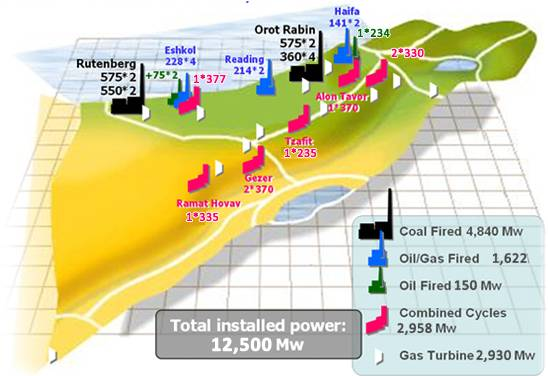 Haifa
141*2
1*234
Orot Rabin
575*2
360*4
2*330
Eshkol
228*4
Reading
214*2
Rutenberg
575*2
550*2
+75*2
1*377
Alon Tavor
1*370
Tzafit
1*235
Gezer
2*370
Ramat Hovav
1*335
Coal Fired 4,840 Mw
Oil/Gas Fired 1,622
Oil Fired 150 Mw
Combined Cycles
2,958 Mw
Gas Turbine 2,930 Mw
Total installed power:
12,500 Mw